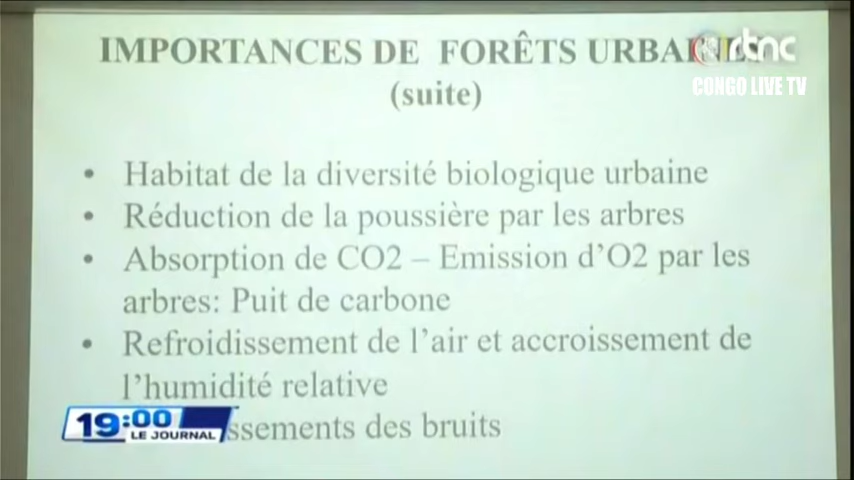 IMPORTANCES DE FORÊTS
rtnc
(suite)
CONGO LIVE TV
• Habitat de la diversité biologique urbaine
• Réduction de la poussière par les arbres
• Absorption de CO2 – Emission d’O2 par les
arbres: Puit de carbone
• Refroidissement de l’air et accroissement de
l’humidité relative
19:00
LE JOURNAL
des bruits